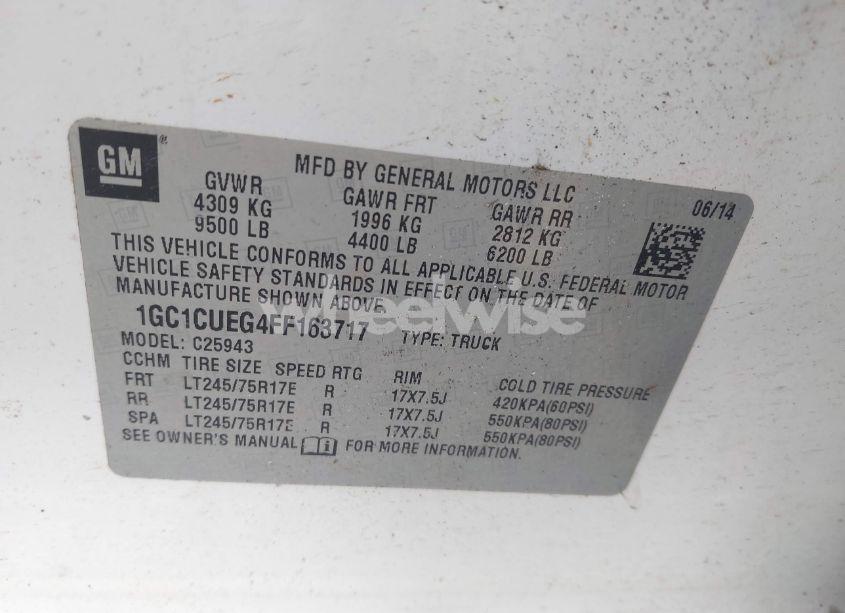 GM
MFD BY GENERAL MOTORS LLC
06/14
GVWR GAWR FRT GAWR RR
4309 KG 1996 KG 2812 KG
9500 LB 4400 LB 6200 LB
THIS VEHICLE CONFORMS TO ALL APPLICABLE U.S. FEDERAL MOTOR
VEHICLE SAFETY STANDARDS IN EFFECT ON THE DATE OF
MANUFACTURE SHOWN ABOVE
wheelwise
1GC1CUEG4FF163717 TYPE: TRUCK
MODEL: C25943
CCHM TIRE SIZE SPEED RTG RIM COLD TIRE PRESSURE
FRT LT245/75R17E R 17X7.5J 420KPA(60PSI)
RR LT245/75R17E R 17X7.5J 550KPA(80PSI)
SPA LT245/75R17E R 17X7.5J 550KPA(80PSI)
SEE OWNER'S MANUAL FOR MORE INFORMATION.